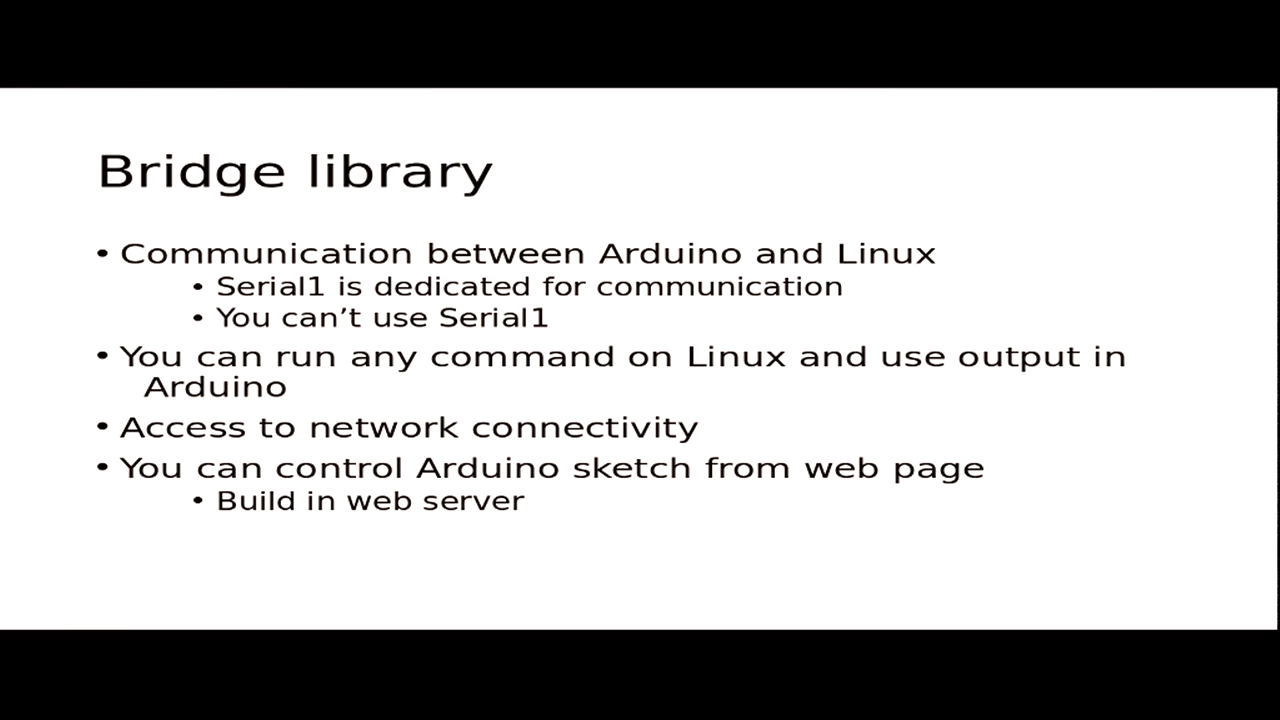 Bridge library
• Communication between Arduino and Linux
• Serial1 is dedicated for communication
• You can’t use Serial1
• You can run any command on Linux and use output in
Arduino
• Access to network connectivity
• You can control Arduino sketch from web page
• Build in web server